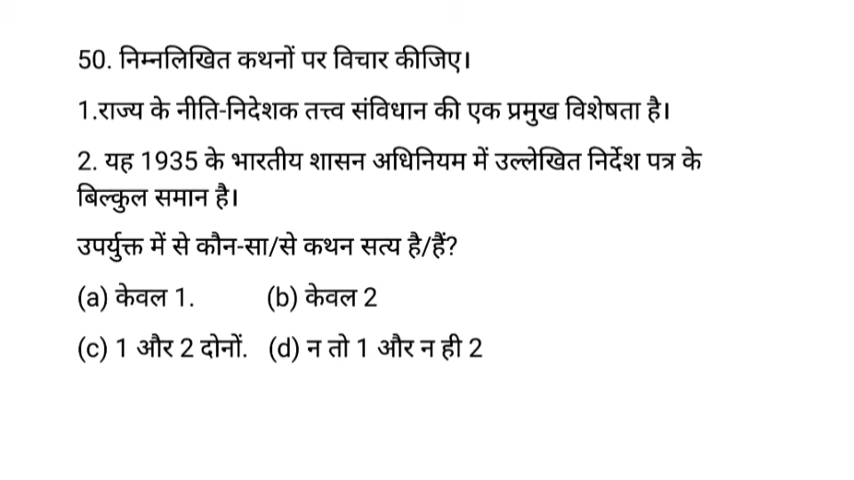 50. निम्नलिखित कथनों पर विचार कीजिए।
1.राज्य के नीति-निदेशक तत्त्व संविधान की एक प्रमुख विशेषता है।
2. यह 1935 के भारतीय शासन अधिनियम में उल्लेखित निर्देश पत्र के
बिल्कुल समान है।
उपर्युक्त में से कौन-सा/से कथन सत्य है/हैं?
(a) केवल 1. (b) केवल 2
(c) 1 और 2 दोनों. (d) न तो 1 और न ही 2